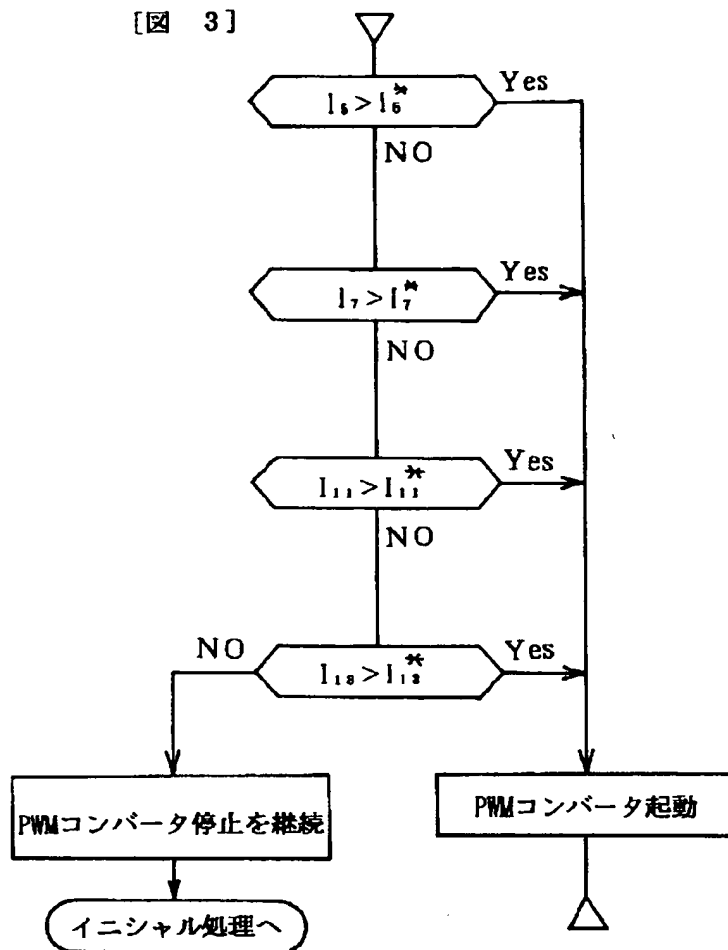 [図 3]
I₅>I₅* Yes
NO
I₇>I₇* Yes
NO
I₁₁>I₁₁* Yes
NO
NO I₁₃>I₁₃* Yes
PWMコンバータ停止を継続
PWMコンバータ起動
イニシャル処理へ